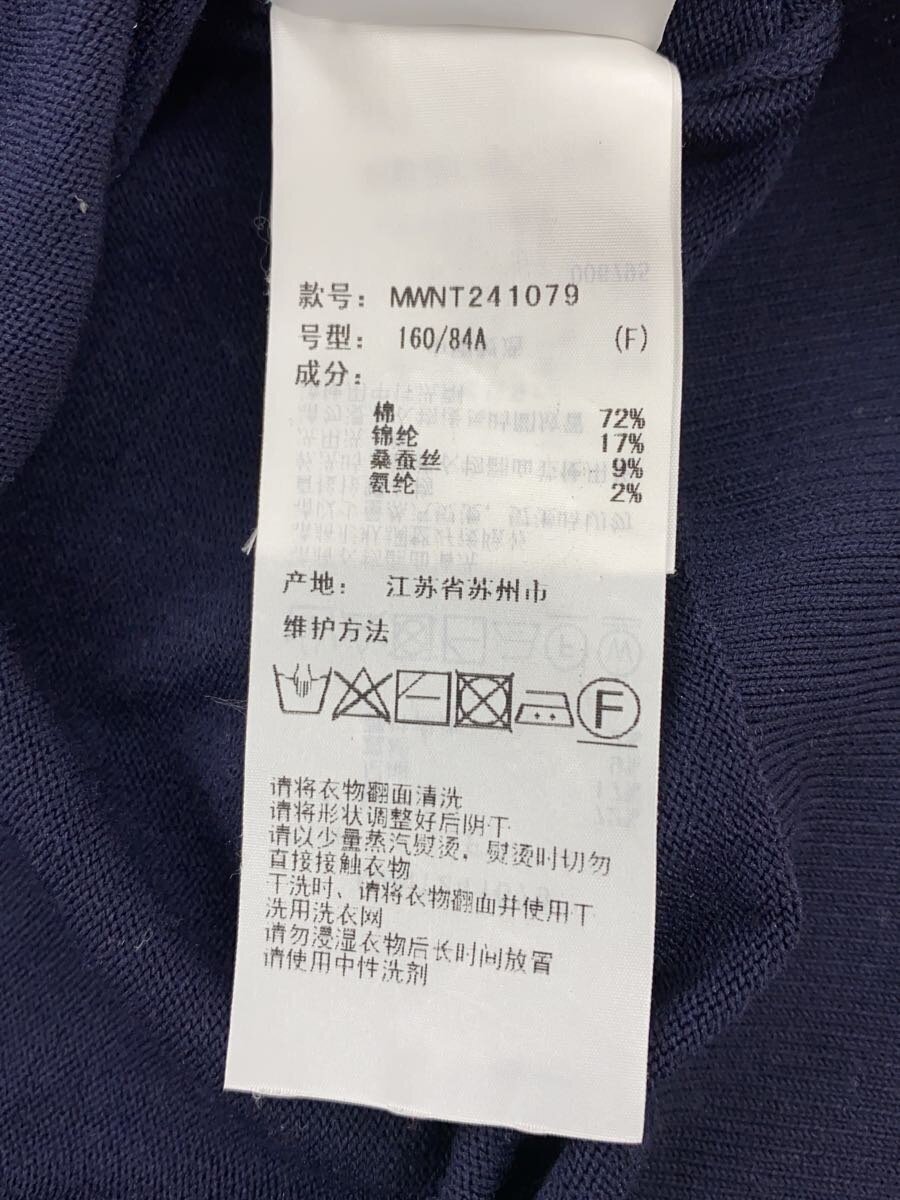 款号: MWNT241079
号型: 160/84A (F)
成分:
棉 72%
锦纶 17%
桑蚕丝 9%
氨纶 2%
产地: 江苏省苏州市
维护方法
F
请将衣物翻面清洗
请将形状调整好后阴干
请以少量蒸汽熨烫，熨烫时切勿
直接接触衣物
干洗时、请将衣物翻面并使用干
洗用洗衣网
请勿浸湿衣物后长时间放置
请使用中性洗剂